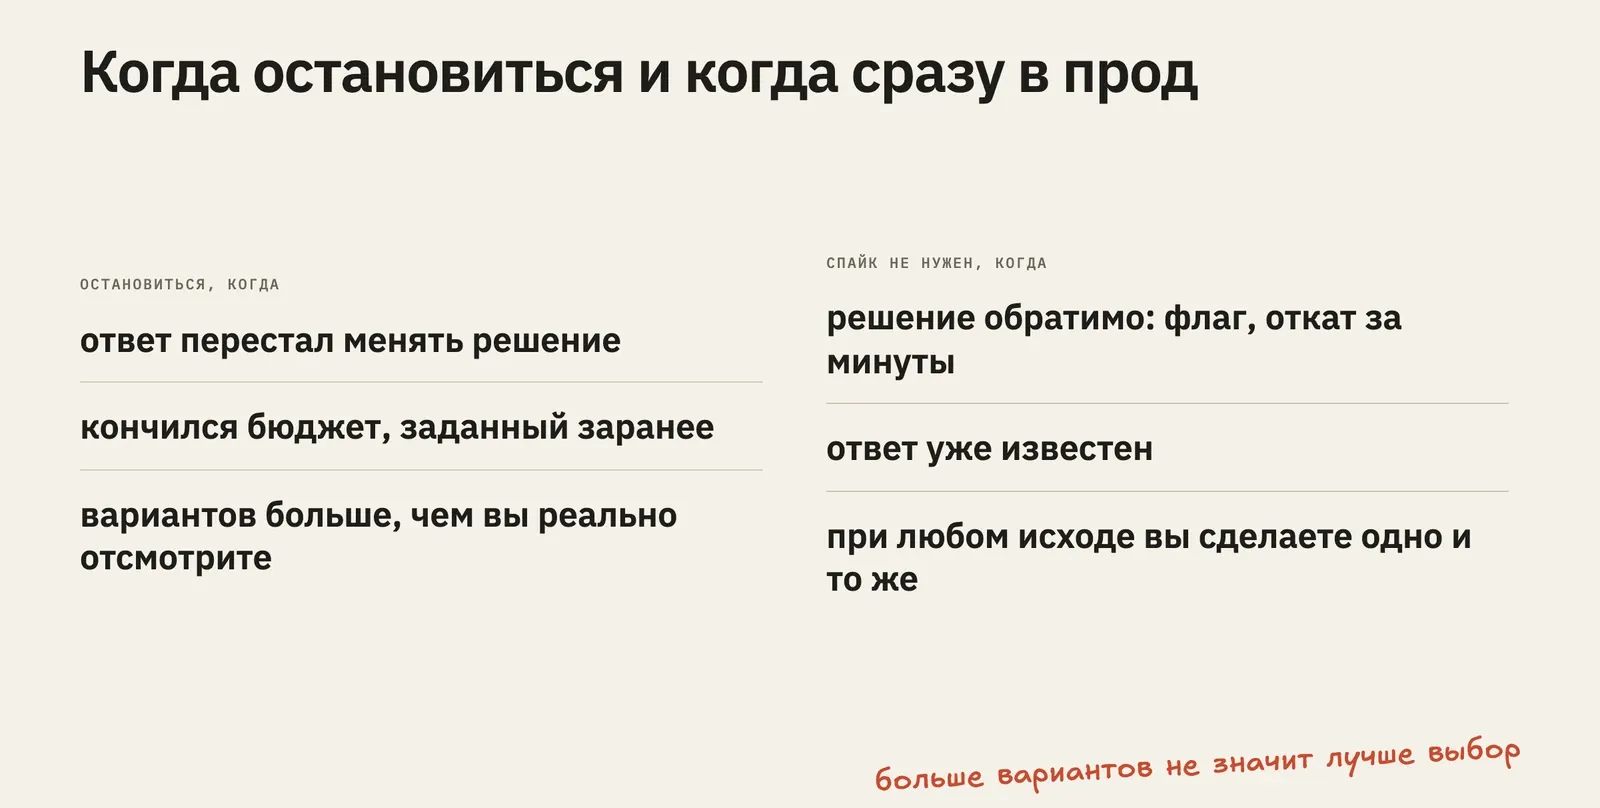 Когда остановиться и когда сразу в прод
ОСТАНОВИТЬСЯ, КОГДА
ответ перестал менять решение
кончился бюджет, заданный заранее
вариантов больше, чем вы реально
отсмотрите
СПАЙК НЕ НУЖЕН, КОГДА
решение обратимо: флаг, откат за
минуты
ответ уже известен
при любом исходе вы сделаете одно и
то же
больше вариантов не значит лучше выбор